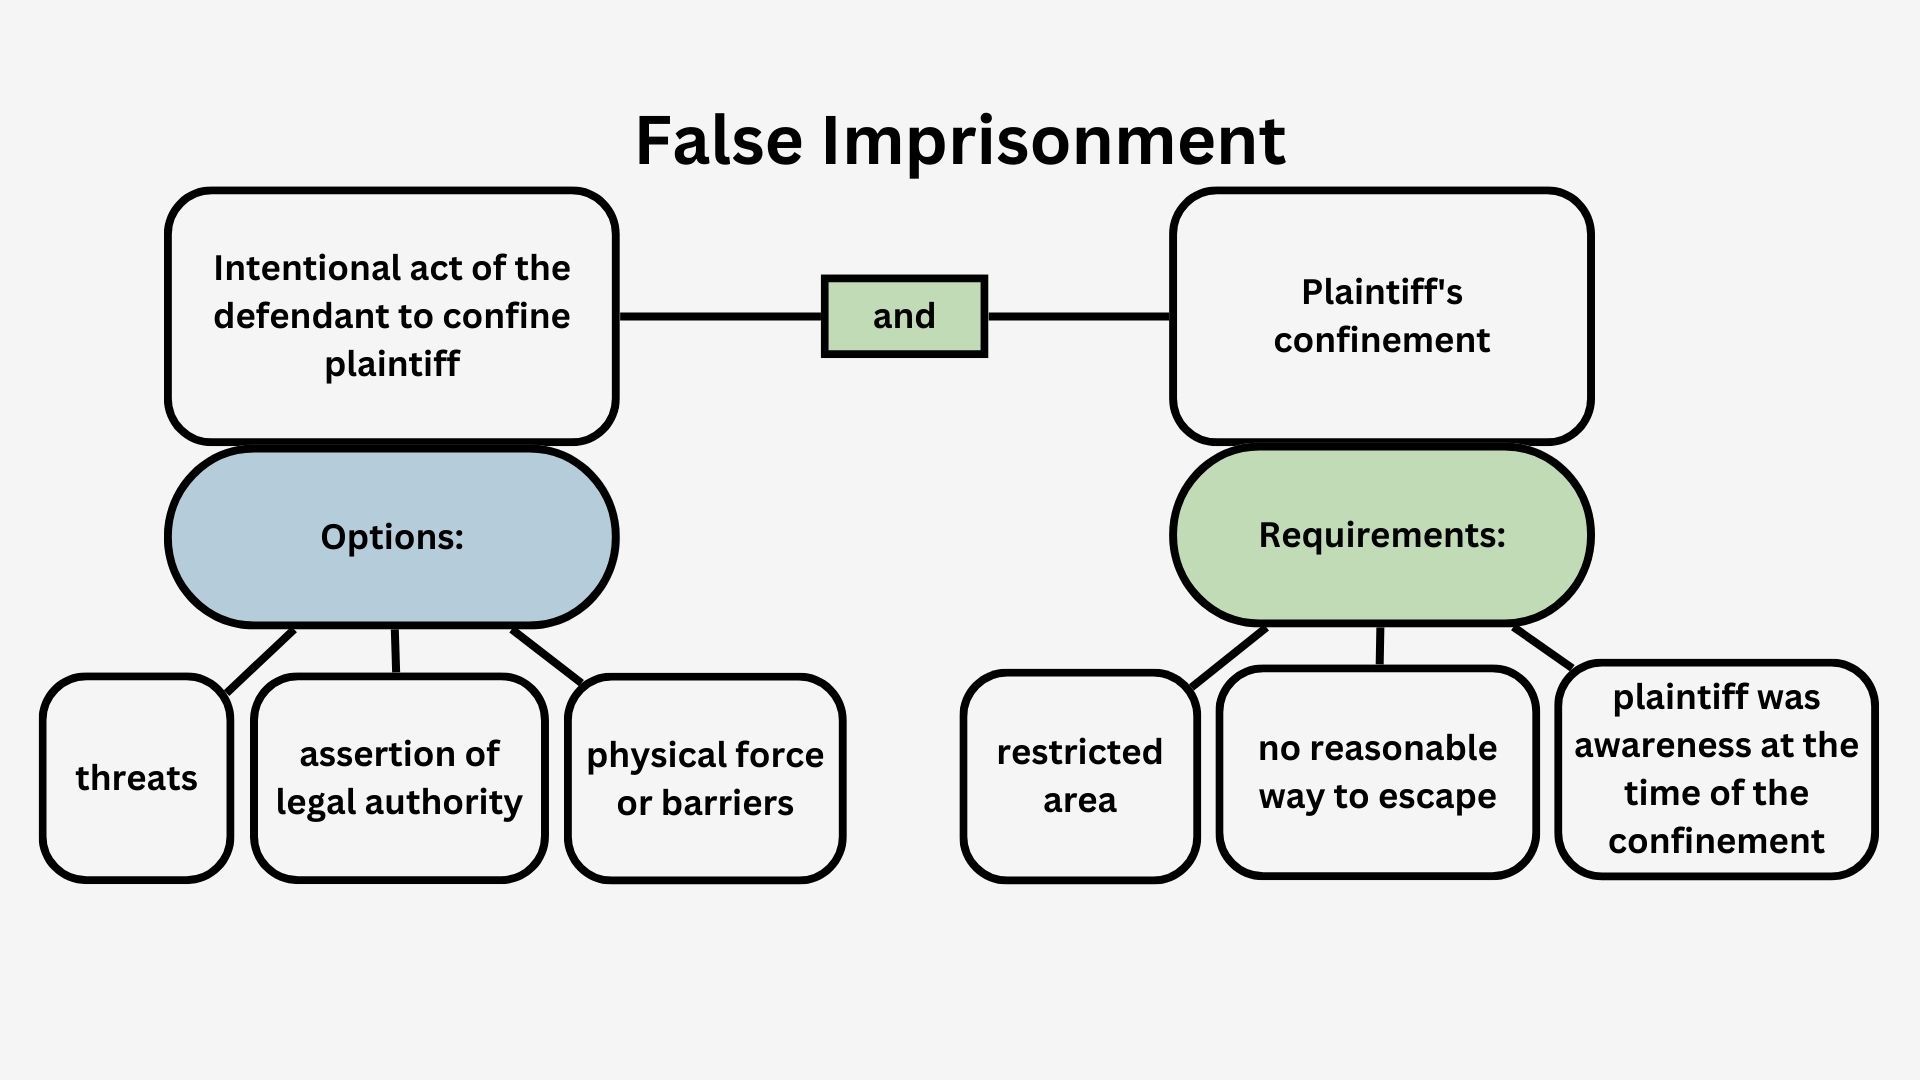 False Imprisonment
Intentional act of the
defendant to confine
plaintiff
and
Plaintiff's
confinement
Options:
Requirements:
threats
assertion of
legal authority
physical force
or barriers
restricted
area
no reasonable
way to escape
plaintiff was
awareness at the
time of the
confinement